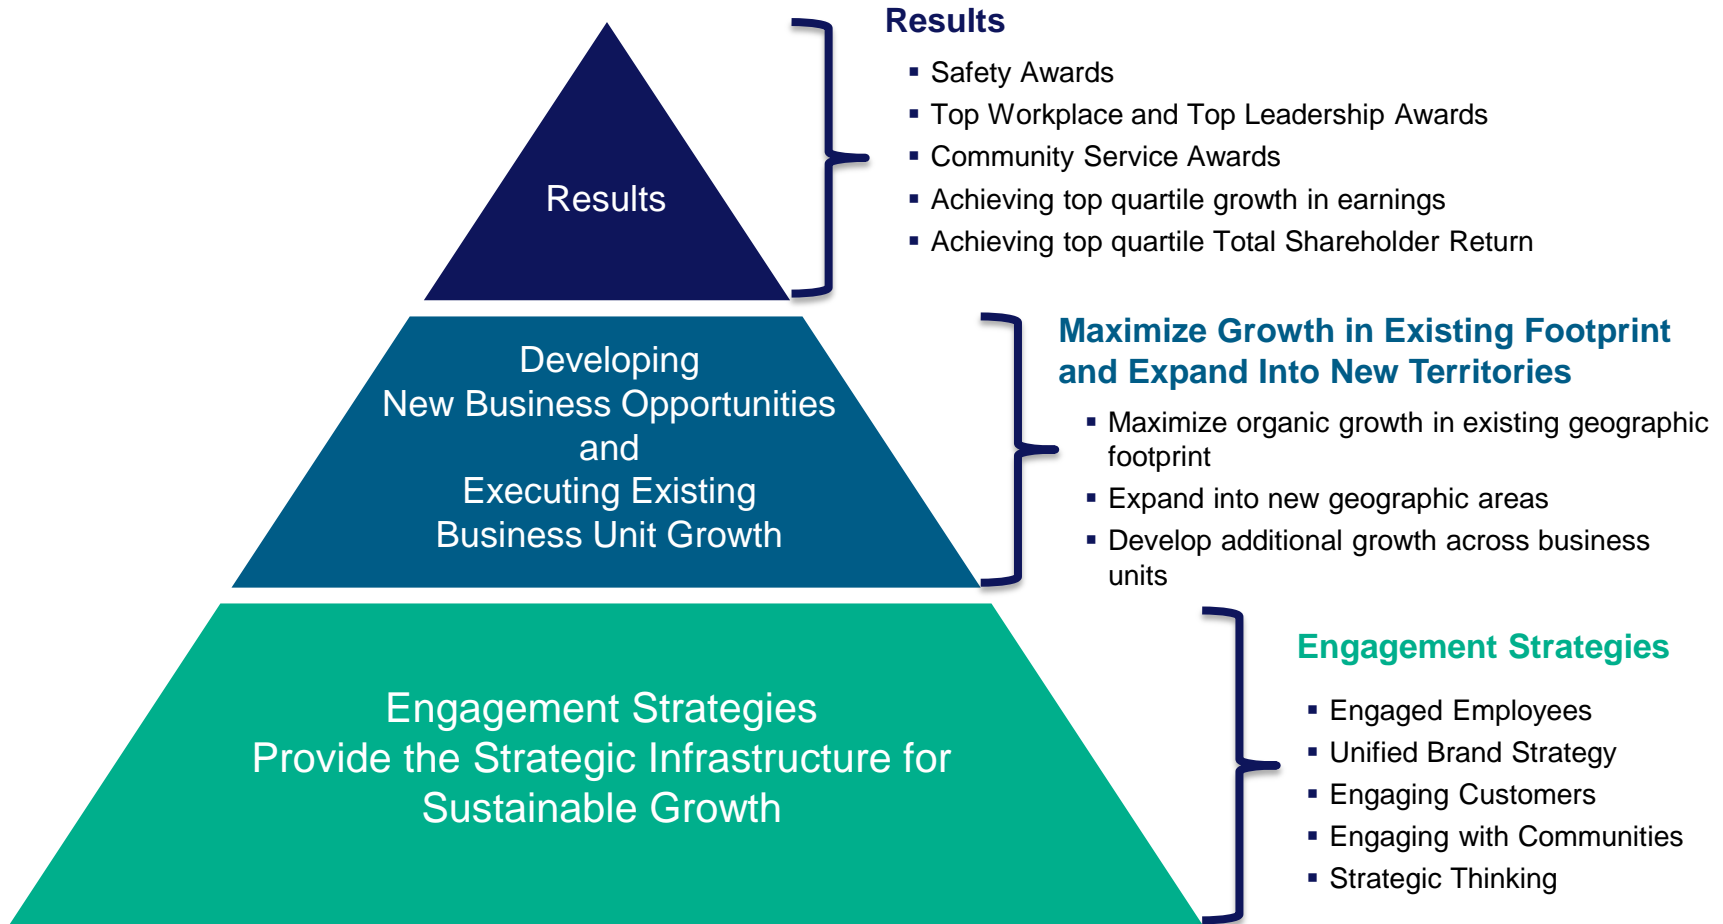 Results
Results
▪ Safety Awards
▪ Top Workplace and Top Leadership Awards
▪ Community Service Awards
▪ Achieving top quartile growth in earnings
▪ Achieving top quartile Total Shareholder Return
Developing
New Business Opportunities
and
Executing Existing
Business Unit Growth
Maximize Growth in Existing Footprint
and Expand Into New Territories
▪ Maximize organic growth in existing geographic
footprint
▪ Expand into new geographic areas
▪ Develop additional growth across business
units
Engagement Strategies
Provide the Strategic Infrastructure for
Sustainable Growth
Engagement Strategies
▪ Engaged Employees
▪ Unified Brand Strategy
▪ Engaging Customers
▪ Engaging with Communities
▪ Strategic Thinking